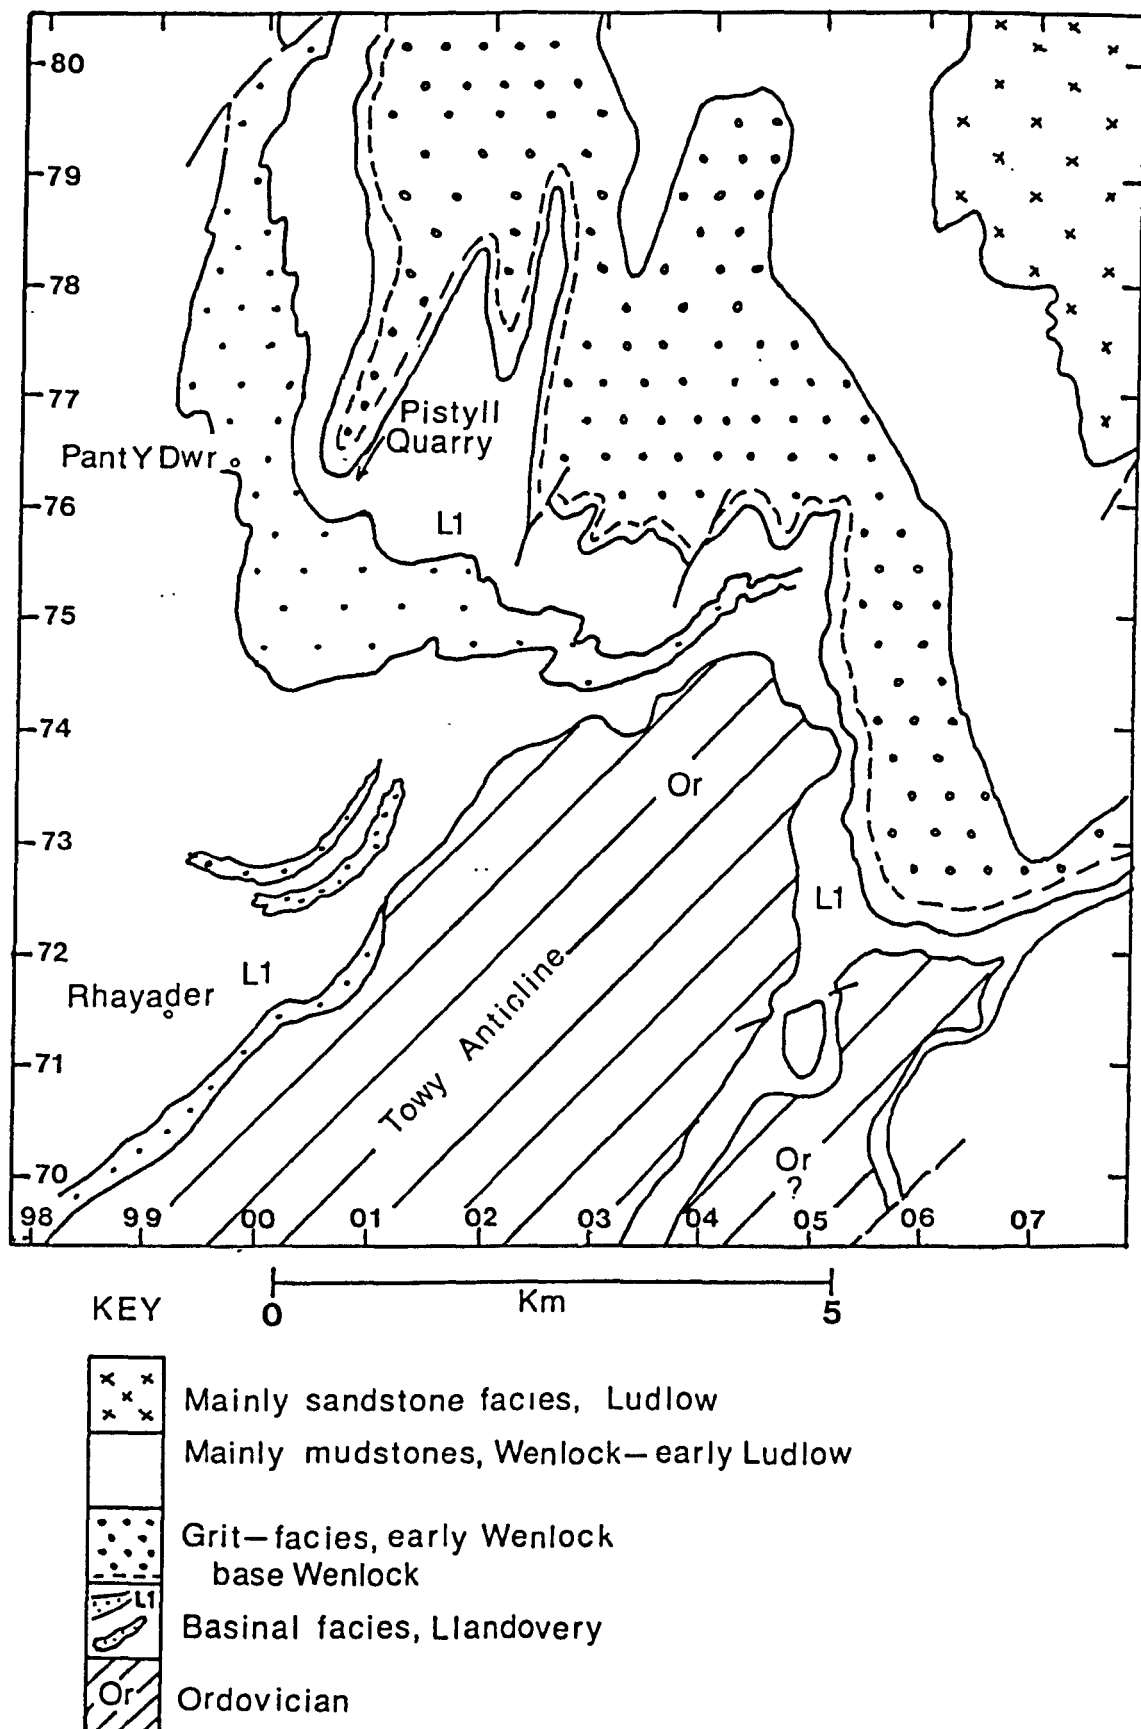 80
79
78
77
Pistyll
Quarry
Pant Y Dwr
76
L1
75
74
Or
73
L1
72
L1
Rhayader
Towy Anticline
71
70
Or
?
98 99 00 01 02 03 04 05 06 07
KEY
0 Km 5
Mainly sandstone facies, Ludlow
Mainly mudstones, Wenlock–early Ludlow
Grit–facies, early Wenlock
base Wenlock
L1
Basinal facies, Llandovery
Or
Ordovician